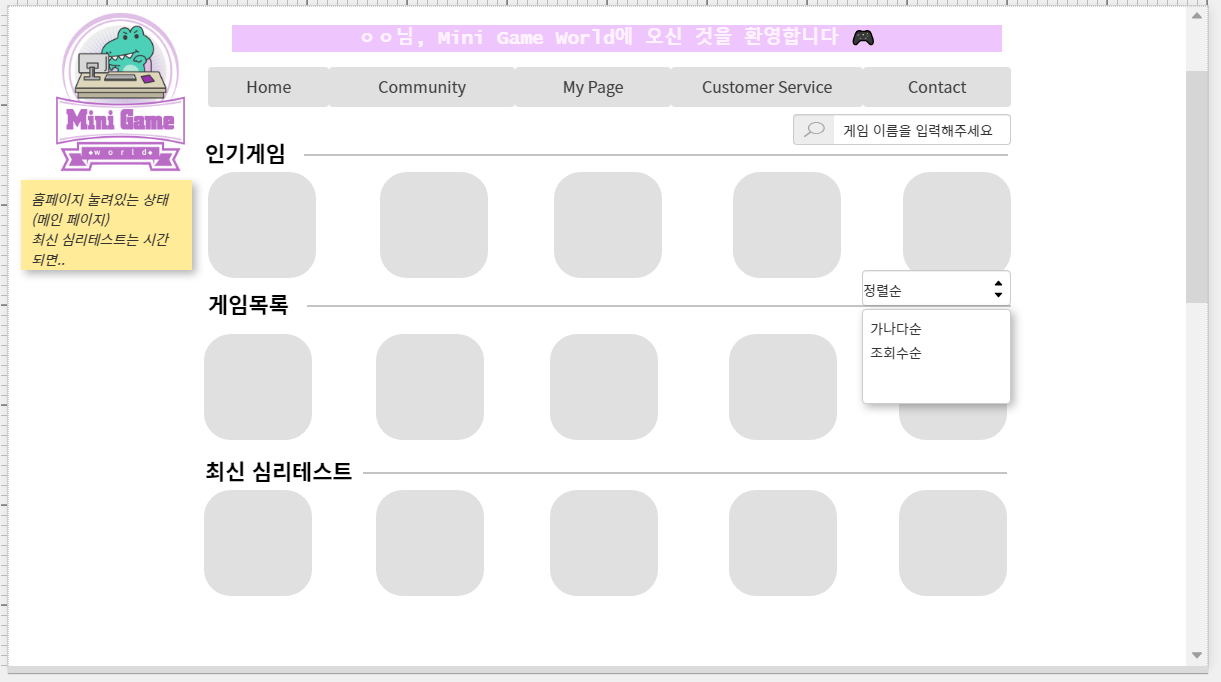 ㅇㅇ님, Mini Game World에 오신 것을 환영합니다 🎮
Mini Game
world
Home Community My Page Customer Service Contact
게임 이름을 입력해주세요
홈페이지 눌려있는 상태
(메인 페이지)
최신 심리테스트는 시간
되면..
인기게임
게임목록
정렬순
가나다순
조회수순
최신 심리테스트